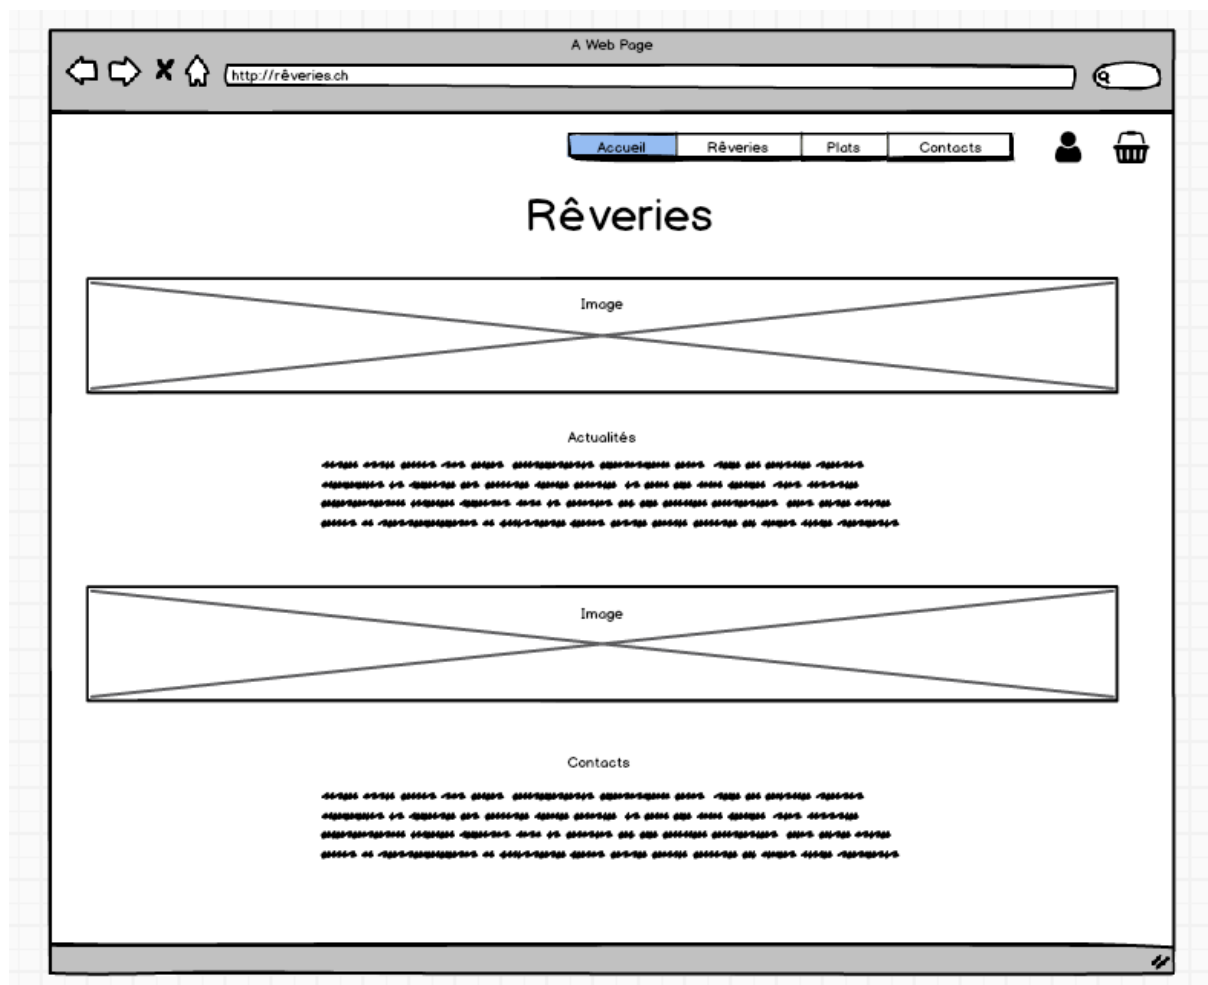 A Web Page
http://rêveries.ch
Accueil Rêveries Plats Contacts
Rêveries
Image
Actualités
Image
Contacts